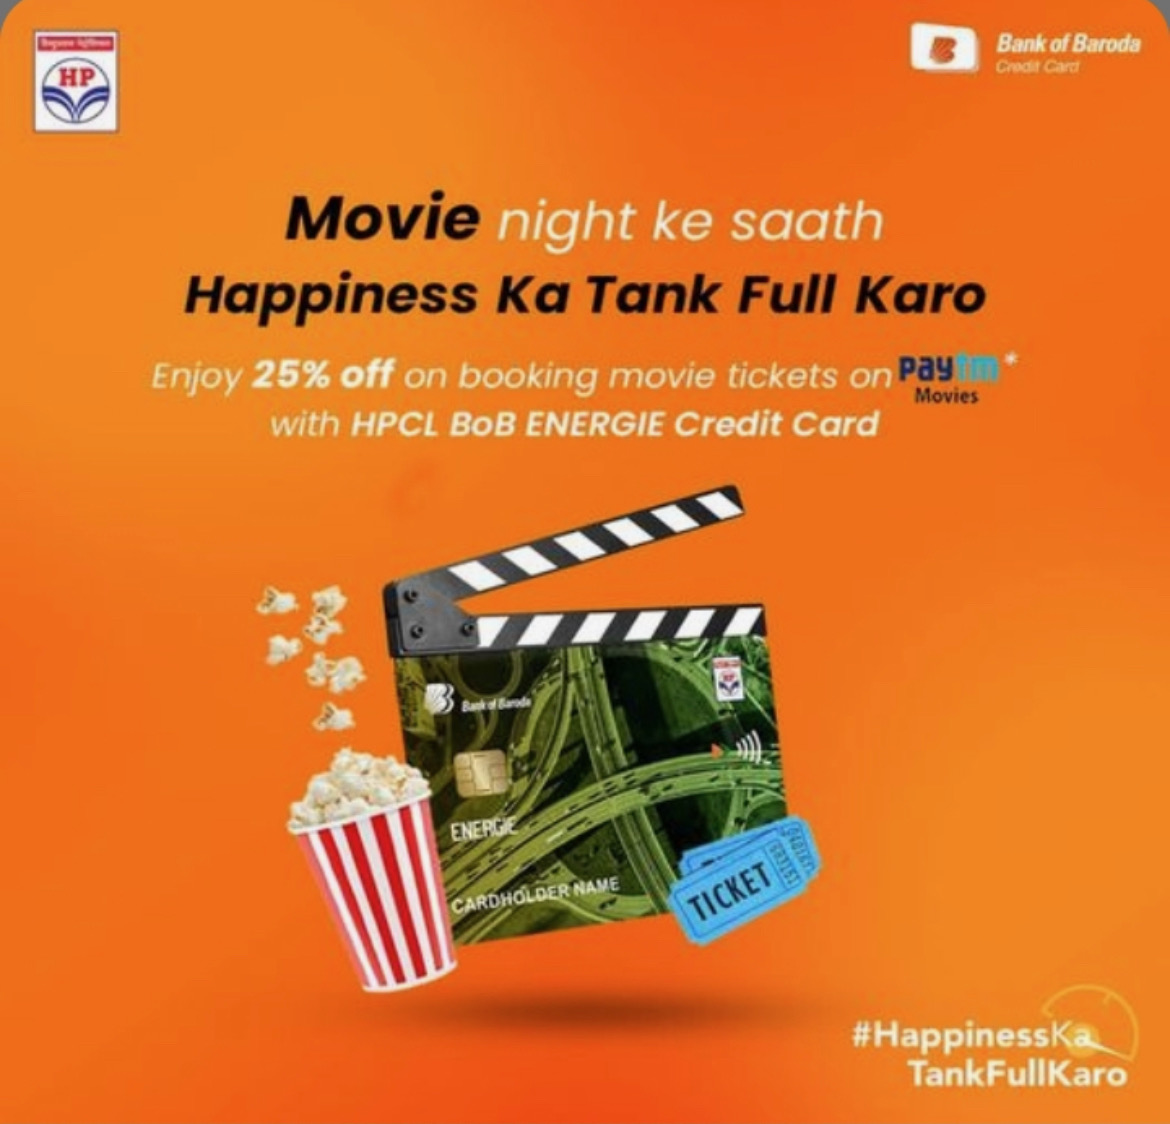 HP
Bank of Baroda
Credit Card
Movie night ke saath
Happiness Ka Tank Full Karo
Enjoy 25% off on booking movie tickets on paytm*
Movies
with HPCL BoB ENERGIE Credit Card
Bank of Baroda
HP
ENERGIE
CARDHOLDER NAME
TICKET
#HappinessKa
TankFullKaro